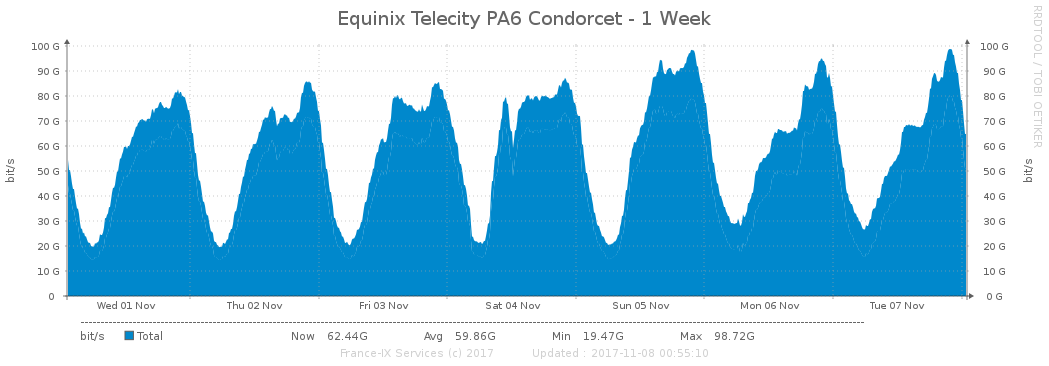 Equinix Telecity PA6 Condorcet - 1 Week
RRDTOOL / TOBI OETIKER
bit/s
100 G
90 G
80 G
70 G
60 G
50 G
40 G
30 G
20 G
10 G
0
100 G
90 G
80 G
70 G
60 G
50 G
40 G
30 G
20 G
10 G
0 G
bit/s
Wed 01 Nov Thu 02 Nov Fri 03 Nov Sat 04 Nov Sun 05 Nov Mon 06 Nov Tue 07 Nov
bit/s Total Now 62.44G Avg 59.86G Min 19.47G Max 98.72G
France-IX Services (c) 2017 Updated : 2017-11-08 00:55:10